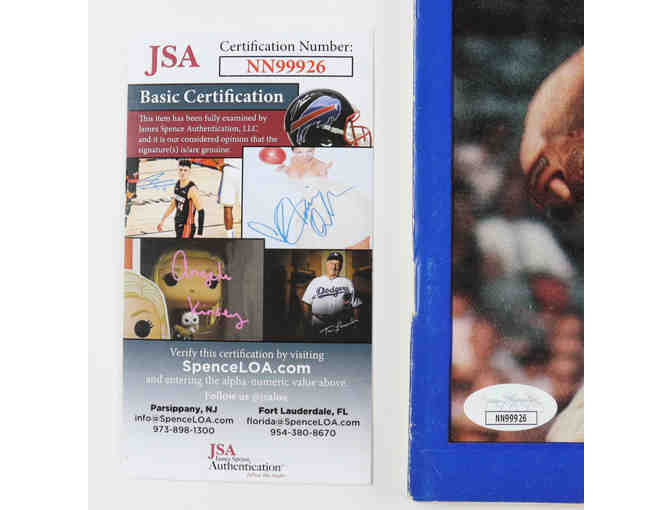 JSA
Certification Number:
NN99926
Basic Certification
This item has been fully examined by
James Spence Authentication, LLC
and it is our considered opinion that the
signature(s) is/are genuine.
Angela
Kinsey
Dodgers
Verify this certification by visiting
SpenceLOA.com
and entering the alpha-numeric value above.
Follow us @jsaloa
Parsippany, NJ
info@SpenceLOA.com
973-898-1300
Fort Lauderdale, FL
florida@SpenceLOA.com
954-380-8670
JSA
James Spence
Authentication
NN99926